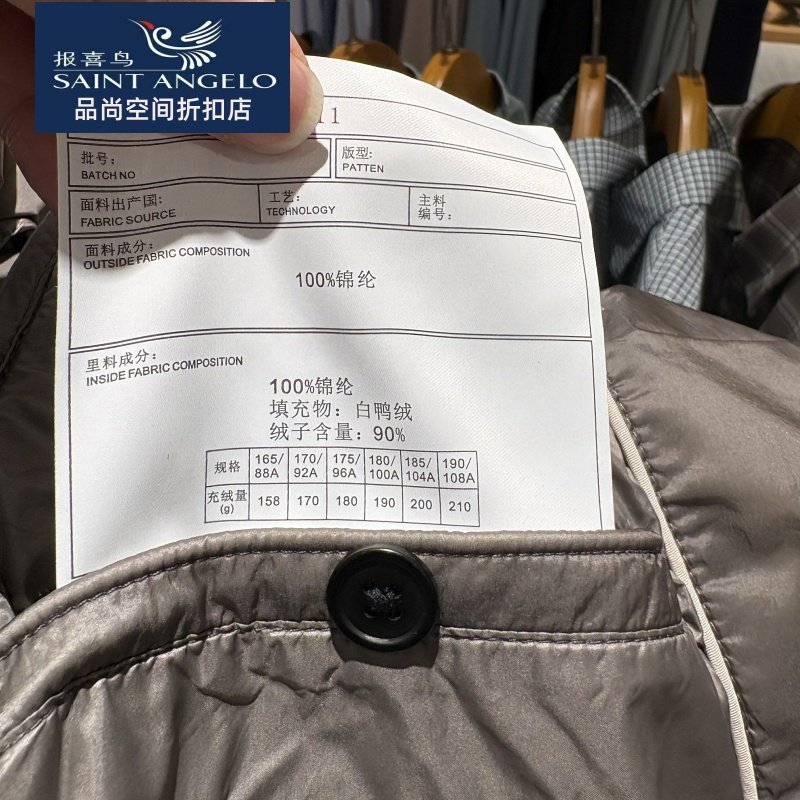 报喜鸟
SAINT ANGELO
品尚空间折扣店
批号：
BATCH NO
版型:
PATTEN
面料出产国:
FABRIC SOURCE
工艺：
TECHNOLOGY
主料
编号：
面料成分：
OUTSIDE FABRIC COMPOSITION
100%锦纶
里料成分：
INSIDE FABRIC COMPOSITION
100%锦纶
填充物：白鸭绒
绒子含量：90%
规格 165/88A 170/92A 175/96A 180/100A 185/104A 190/108A
充绒量(g) 158 170 180 190 200 210